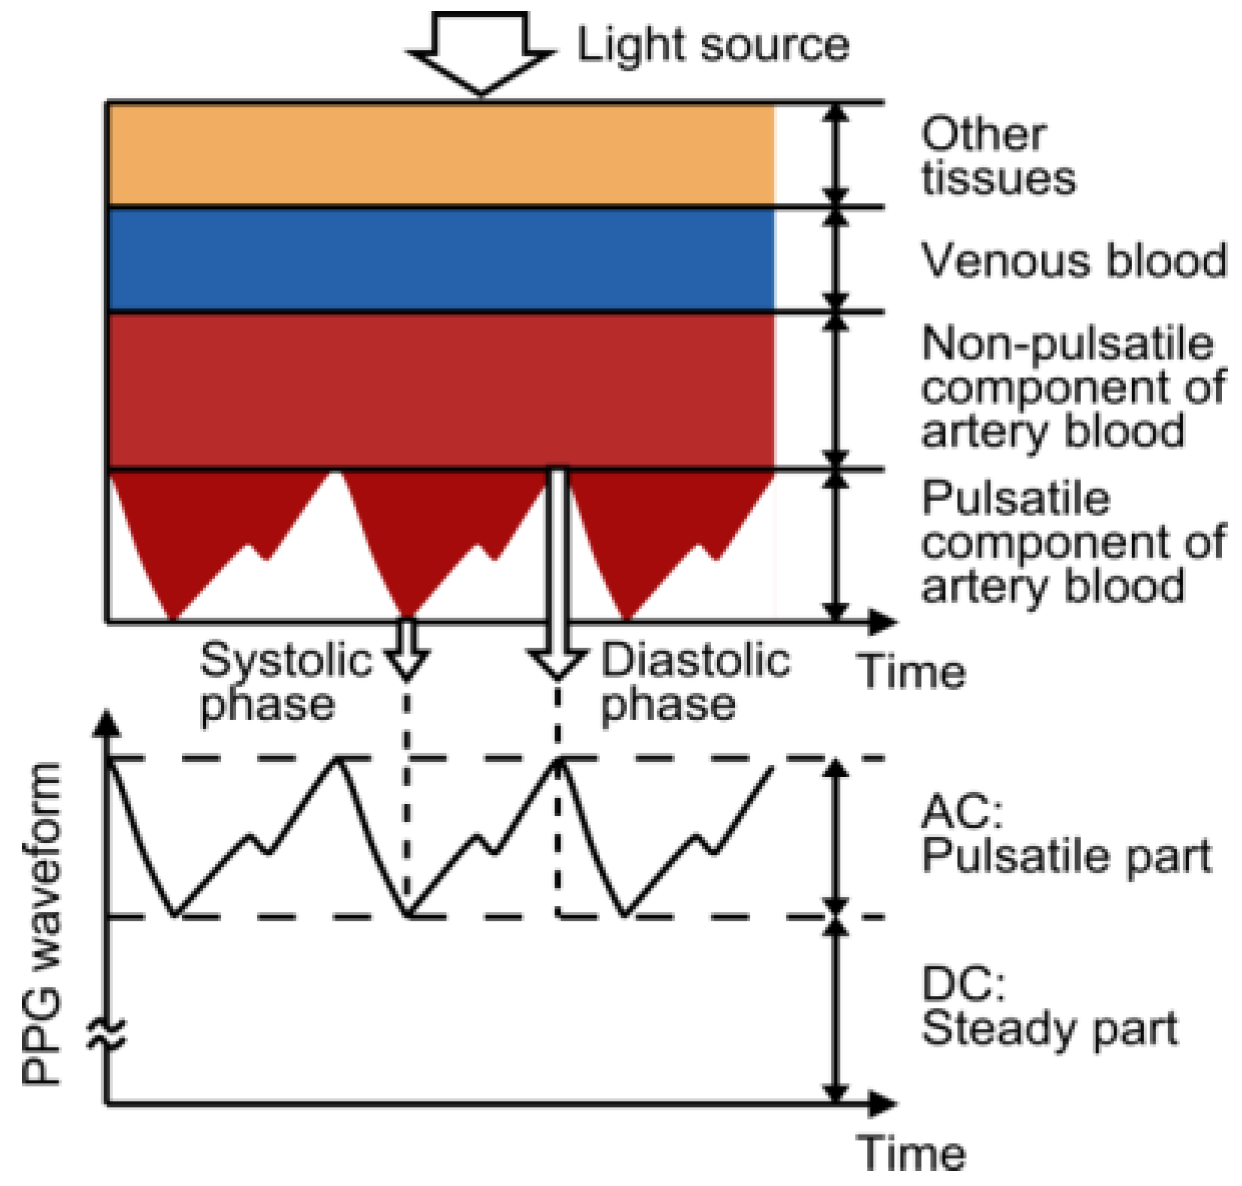 Light source
Other
tissues
Venous blood
Non-pulsatile
component of
artery blood
Pulsatile
component of
artery blood
Time
Systolic
phase
Diastolic
phase
PPG waveform
AC:
Pulsatile part
DC:
Steady part
Time